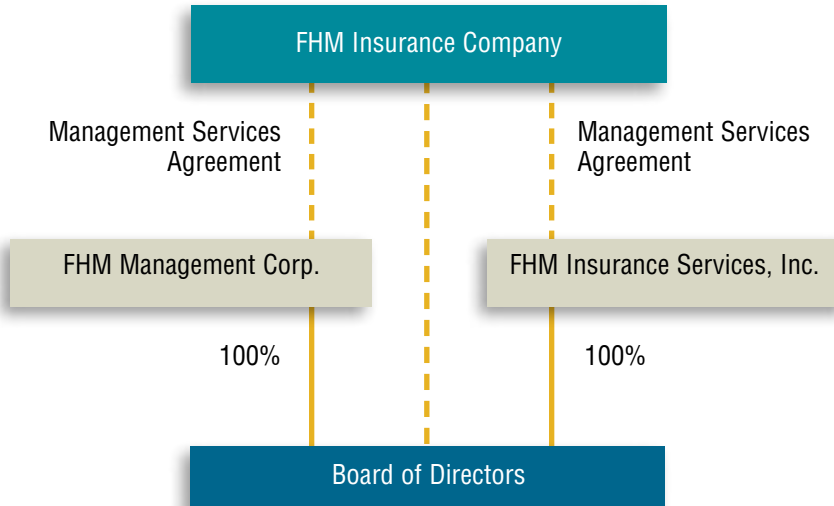 FHM Insurance Company
Management Services
Agreement
Management Services
Agreement
FHM Management Corp.
FHM Insurance Services, Inc.
100%
100%
Board of Directors